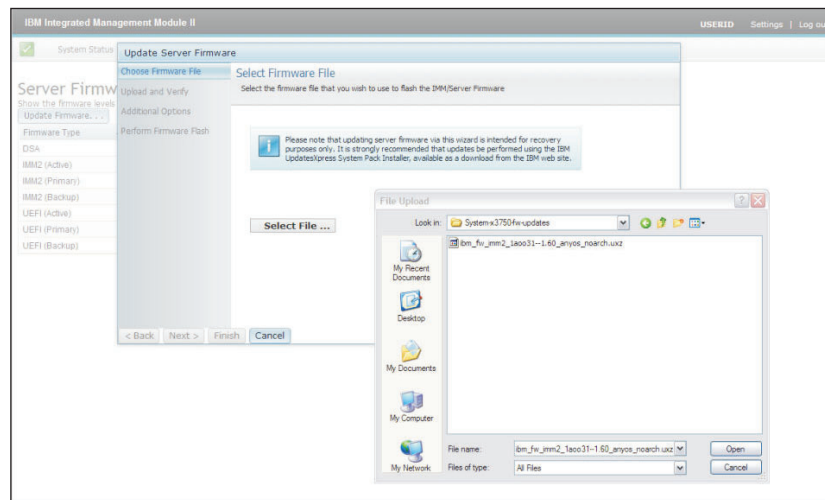 IBM Integrated Management Module II
USERID Settings | Log ou
System Status
Update Server Firmware
Server Firmw
Show the firmware levels
Update Firmware. . .
Firmware Type
DSA
IMM2 (Active)
IMM2 (Primary)
IMM2 (Backup)
UEFI (Active)
UEFI (Primary)
UEFI (Backup)
Choose Firmware File
Upload and Verify
Additional Options
Perform Firmware Flash
Select Firmware File
Select the firmware file that you wish to use to flash the IMM/Server Firmware
Please note that updating server firmware via this wizard is intended for recovery
purposes only. It is strongly recommended that updates be performed using the IBM
UpdatesXpress System Pack Installer, available as a download from the IBM web site.
Select File ...
< Back Next > Finish Cancel
File Upload
Look in: System-x3750-fw-updates
ibm_fw_imm2_1aoo31--1.60_anyos_noarch.uxz
My Recent
Documents
Desktop
My Documents
My Computer
My Network
File name: ibm_fw_imm2_1aoo31--1.60_anyos_noarch.uxz Open
Files of type: All Files Cancel